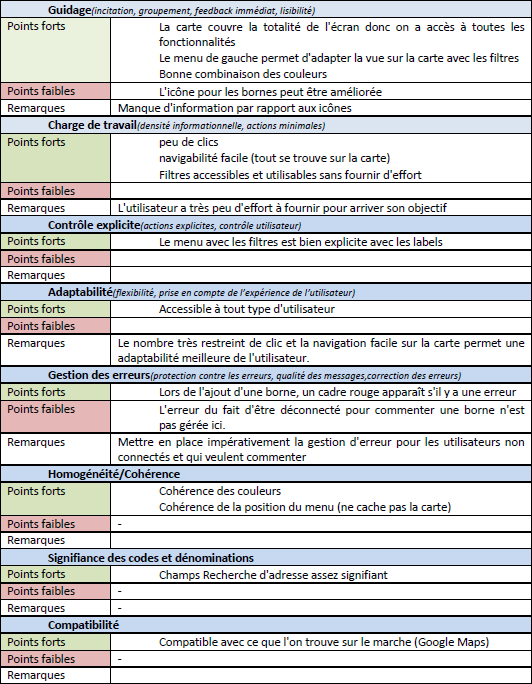 Guidage(incitation, groupement, feedback immédiat, lisibilité)
Points forts
La carte couvre la totalité de l'écran donc on a accès à toutes les
fonctionnalités
Le menu de gauche permet d'adapter la vue sur la carte avec les filtres
Bonne combinaison des couleurs
Points faibles
L'icône pour les bornes peut être améliorée
Remarques
Manque d'information par rapport aux icônes
Charge de travail(densité informationnelle, actions minimales)
Points forts
peu de clics
navigabilité facile (tout se trouve sur la carte)
Filtres accessibles et utilisables sans fournir d'effort
Points faibles
Remarques
L'utilisateur a très peu d'effort à fournir pour arriver son objectif
Contrôle explicite(actions explicites, contrôle utilisateur)
Points forts
Le menu avec les filtres est bien explicite avec les labels
Points faibles
Remarques
Adaptabilité(flexibilité, prise en compte de l'expérience de l'utilisateur)
Points forts
Accessible à tout type d'utilisateur
Points faibles
Remarques
Le nombre très restreint de clic et la navigation facile sur la carte permet une
adaptabilité meilleure de l'utilisateur.
Gestion des erreurs(protection contre les erreurs, qualité des messages,correction des erreurs)
Points forts
Lors de l'ajout d'une borne, un cadre rouge apparaît s'il y a une erreur
Points faibles
L'erreur du fait d'être déconnecté pour commenter une borne n'est
pas gérée ici.
Remarques
Mettre en place impérativement la gestion d'erreur pour les utilisateurs non
connectés et qui veulent commenter
Homogénéité/Cohérence
Points forts
Cohérence des couleurs
Cohérence de la position du menu (ne cache pas la carte)
Points faibles
-
Remarques
Signifiance des codes et dénominations
Points forts
Champs Recherche d'adresse assez signifiant
Points faibles
-
Remarques
-
Compatibilité
Points forts
Compatible avec ce que l'on trouve sur le marche (Google Maps)
Points faibles
-
Remarques